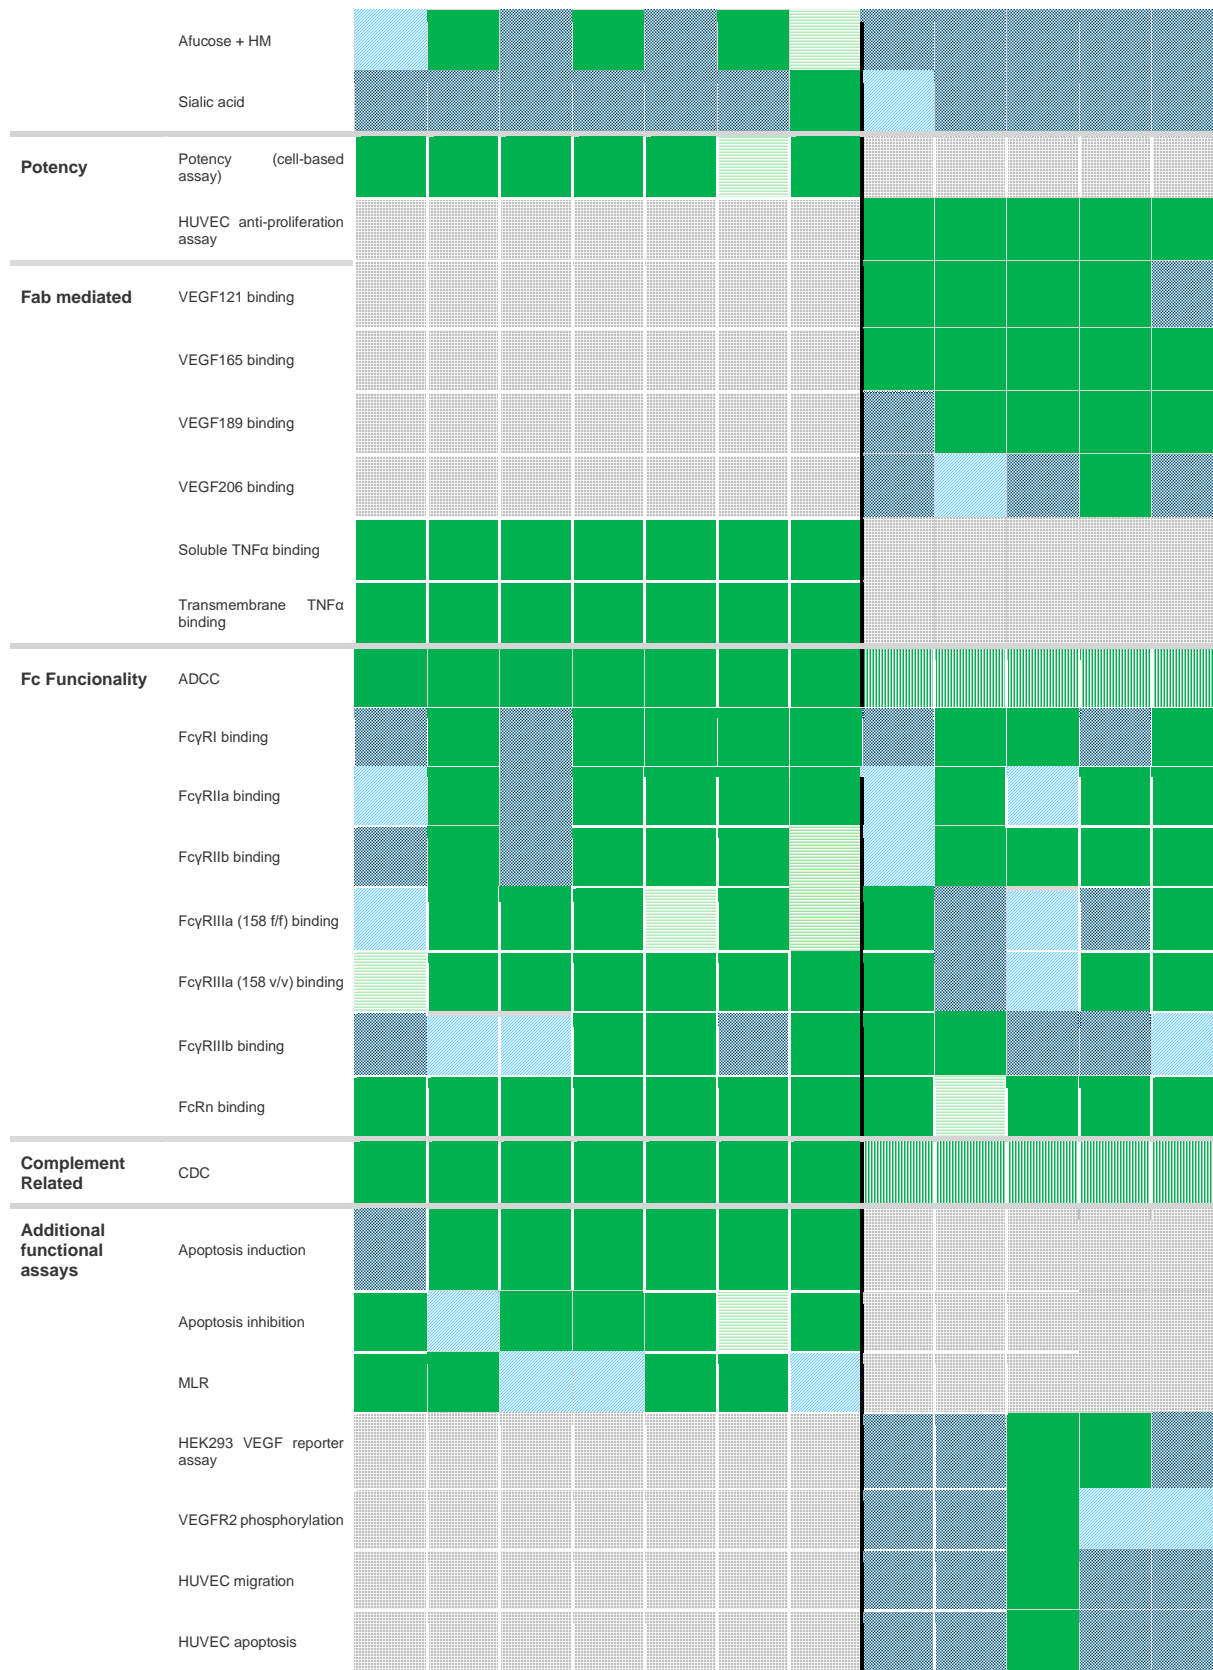 Afucose + HM
Sialic acid
Potency
Potency (cell-based
assay)
HUVEC anti-proliferation
assay
Fab mediated
VEGF121 binding
VEGF165 binding
VEGF189 binding
VEGF206 binding
Soluble TNFα binding
Transmembrane TNFα
binding
Fc Funcionality
ADCC
FcγRI binding
FcγRIIa binding
FcγRIIb binding
FcγRIIIa (158 f/f) binding
FcγRIIIa (158 v/v) binding
FcγRIIIb binding
FcRn binding
Complement
Related
CDC
Additional
functional
assays
Apoptosis induction
Apoptosis inhibition
MLR
HEK293 VEGF reporter
assay
VEGFR2 phosphorylation
HUVEC migration
HUVEC apoptosis